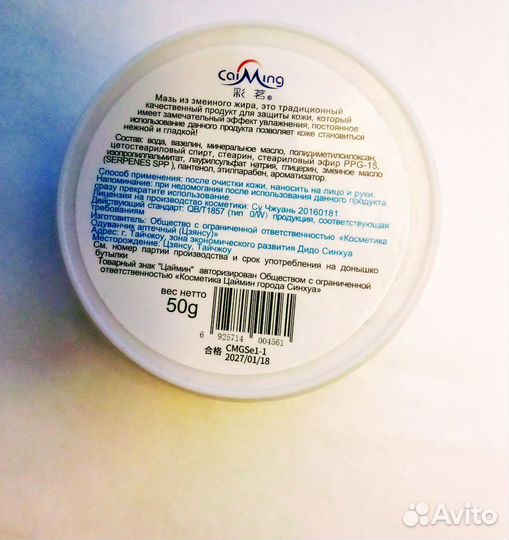 CaiMing
彩茗®
Мазь из змеиного жира, это традиционный
качественный продукт для защиты кожи, который
имеет замечательный эффект увлажнения, постоянное
использование данного продукта позволяет коже становиться
нежной и гладкой!
Состав: вода, вазелин, минеральное масло, полидиметилсилоксан,
цетостеариловый спирт, стеарин, стеариловый эфир PPG-15,
изопропилпальмитат, лаурилсульфат натрия, глицерин, змеиное масло
(SERPENES SPP ), пантенол, этилпарабен, ароматизатор.
Способ применения: после очистки кожи, наносить на лицо и руки.
Напоминание: при недомогании после использования данного продукта,
сразу прекратите использование.
Лицензия на производство косметики: Су Чжуань 20160181
Действующий стандарт: QB/T1857 (тип O/W) продукция, соответствующая
требованиям
Изготовитель: Общество с ограниченной ответственностью «Косметика
Одуванчик аптечный (Цзянсу)»
Адрес: г. Тайчжоу, зона экономического развития Дидо Синхуа
Месторождение: Цзянсу, Тайчжоу
См. номер партии производства и срок употребления на донышко
бутылки
Товарный знак "Цаймин" авторизован Обществом с ограниченной
ответственностью «Косметика Цаймин города Синхуа»
вес нетто
50g
6 925714 004561
合格 CMGSe1-1
2027/01/18
Avito